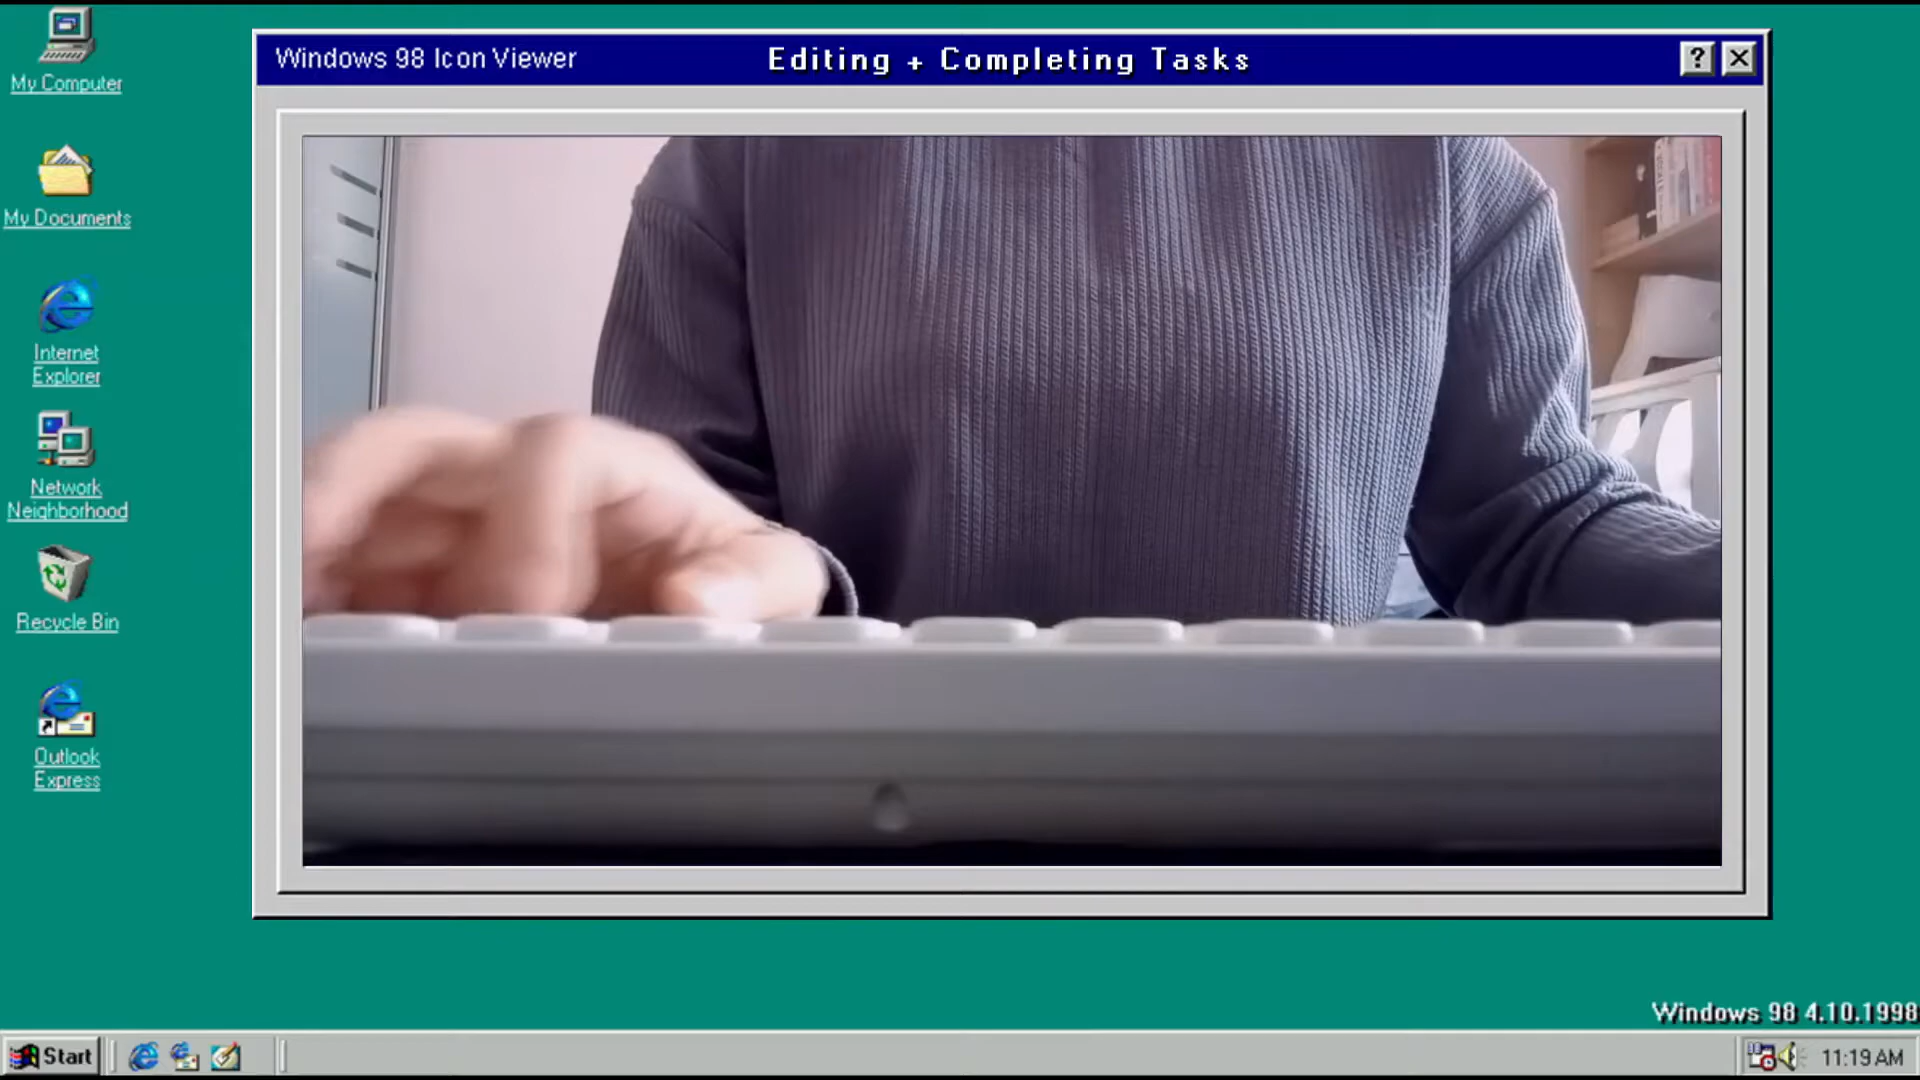 My Computer
My Documents
Internet
Explorer
Network
Neighborhood
Recycle Bin
Outlook
Express
Windows 98 Icon Viewer
Editing + Completing Tasks
?
Windows 98 4.10.1998
Start
11:19 AM